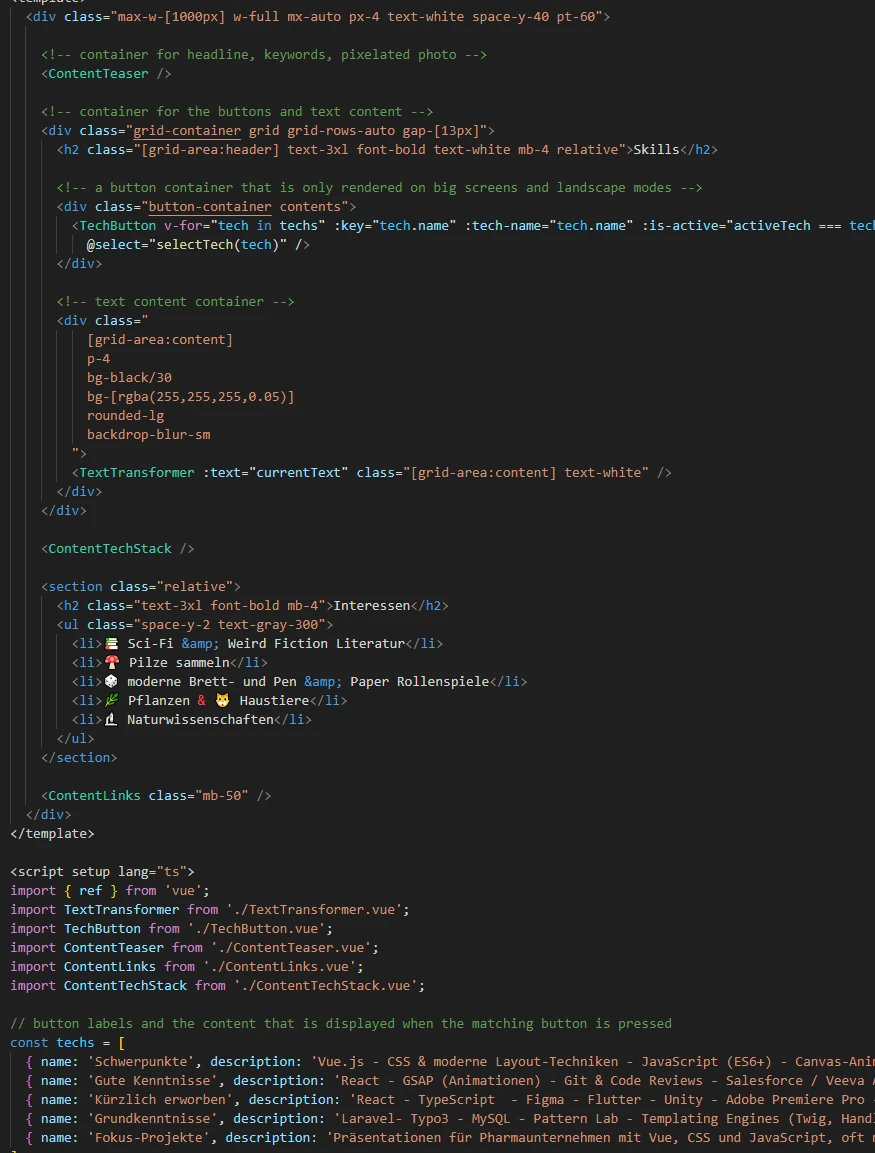 <template>
<div class="max-w-[1000px] w-full mx-auto px-4 text-white space-y-40 pt-60">
<!-- container for headline, keywords, pixelated photo -->
<ContentTeaser />
<!-- container for the buttons and text content -->
<div class="grid-container grid grid-rows-auto gap-[13px]">
<h2 class="[grid-area:header] text-3xl font-bold text-white mb-4 relative">Skills</h2>
<!-- a button container that is only rendered on big screens and landscape modes -->
<div class="button-container contents">
<TechButton v-for="tech in techs" :key="tech.name" :tech-name="tech.name" :is-active="activeTech === tec
@select="selectTech(tech)" />
</div>
<!-- text content container -->
<div class="
[grid-area:content]
p-4
bg-black/30
bg-[rgba(255,255,255,0.05)]
rounded-lg
backdrop-blur-sm
">
<TextTransformer :text="currentText" class="[grid-area:content] text-white" />
</div>
</div>
<ContentTechStack />
<section class="relative">
<h2 class="text-3xl font-bold mb-4">Interessen</h2>
<ul class="space-y-2 text-gray-300">
<li>📚 Sci-Fi &amp; Weird Fiction Literatur</li>
<li>🍄 Pilze sammeln</li>
<li>🎲 moderne Brett- und Pen &amp; Paper Rollenspiele</li>
<li>🌿 Pflanzen & 🐱 Haustiere</li>
<li>🔬 Naturwissenschaften</li>
</ul>
</section>
<ContentLinks class="mb-50" />
</div>
</template>
<script setup lang="ts">
import { ref } from 'vue';
import TextTransformer from './TextTransformer.vue';
import TechButton from './TechButton.vue';
import ContentTeaser from './ContentTeaser.vue';
import ContentLinks from './ContentLinks.vue';
import ContentTechStack from './ContentTechStack.vue';
// button labels and the content that is displayed when the matching button is pressed
const techs = [
{ name: 'Schwerpunkte', description: 'Vue.js - CSS & moderne Layout-Techniken - JavaScript (ES6+) - Canvas-Ani
{ name: 'Gute Kenntnisse', description: 'React - GSAP (Animationen) - Git & Code Reviews - Salesforce / Veeva
{ name: 'Kürzlich erworben', description: 'React - TypeScript  - Figma - Flutter - Unity - Adobe Premiere Pro -
{ name: 'Grundkenntnisse', description: 'Laravel- Typo3 - MySQL - Pattern Lab - Templating Engines (Twig, Hand
{ name: 'Fokus-Projekte', description: 'Präsentationen für Pharmaunternehmen mit Vue, CSS und JavaScript, oft